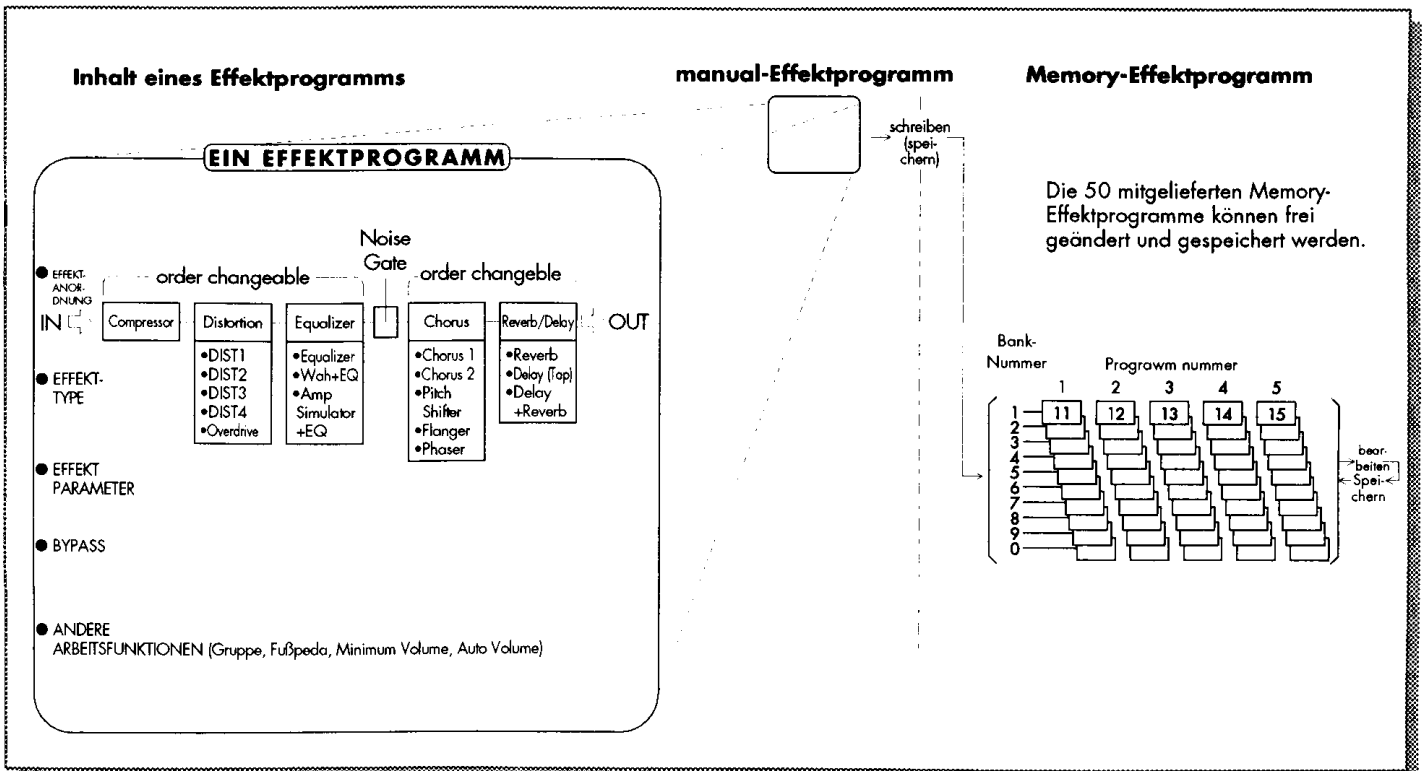 Inhalt eines Effektprogramms
manual-Effektprogramm
Memory-Effektprogramm
schreiben
(spei-
chern)
EIN EFFEKTPROGRAMM
Die 50 mitgelieferten Memory-
Effektprogramme können frei
geändert und gespeichert werden.
● EFFEKT-
ANOR-
DNUNG
order changeable
Noise
Gate
order changeble
IN
Compressor
Distortion
Equalizer
Chorus
Reverb/Delay
OUT
● EFFEKT-
TYPE
●DIST1
●DIST2
●DIST3
●DIST4
●Overdrive
●Equalizer
●Wah+EQ
●Amp
Simulator
+EQ
●Chorus 1
●Chorus 2
●Pitch
Shifter
●Flanger
●Phaser
●Reverb
●Delay (Tap)
●Delay
+Reverb
● EFFEKT
PARAMETER
● BYPASS
● ANDERE
ARBEITSFUNKTIONEN (Gruppe, Fußpeda, Minimum Volume, Auto Volume)
Bank-
Nummer
Prograwm nummer
1 2 3 4 5
1 11 12 13 14 15
2
3
4
5
6
7
8
9
0
bear-
beiten
Spei-
chern